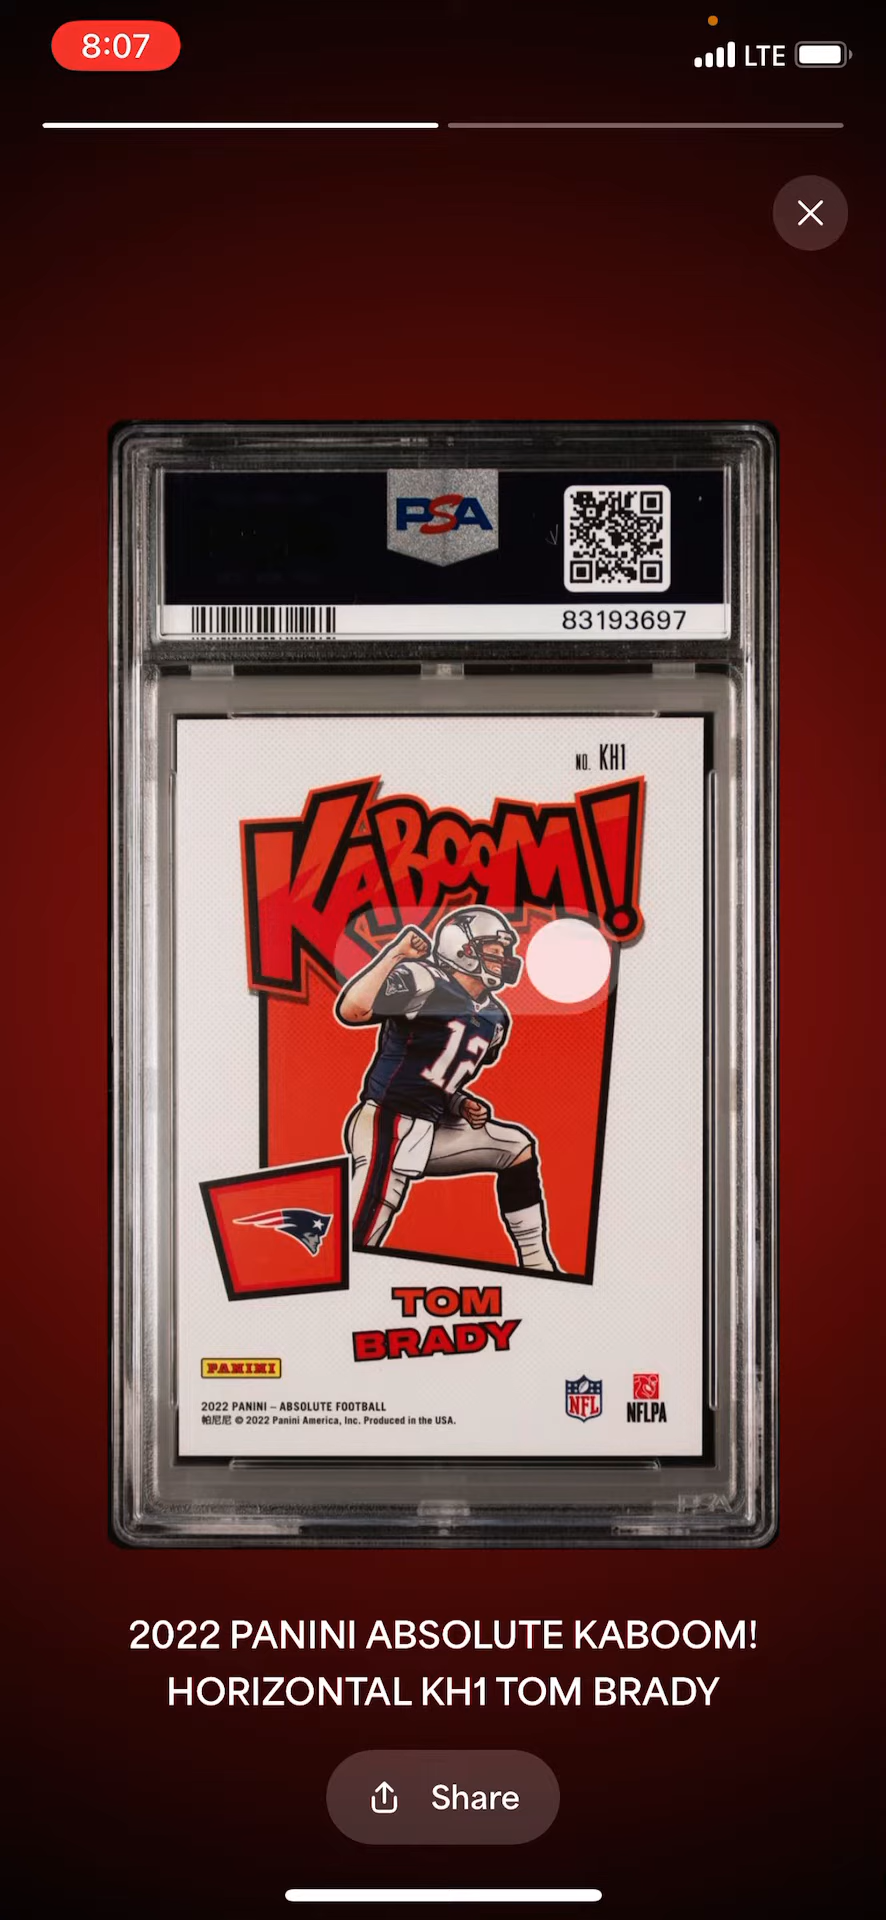 8:07
LTE
PSA
83193697
NO. KH1
KABOOM!
12
TOM
BRADY
PANINI
2022 PANINI – ABSOLUTE FOOTBALL
帕尼尼 © 2022 Panini America, Inc. Produced in the USA.
NFL
NFLPA
PSA
2022 PANINI ABSOLUTE KABOOM!
HORIZONTAL KH1 TOM BRADY
Share